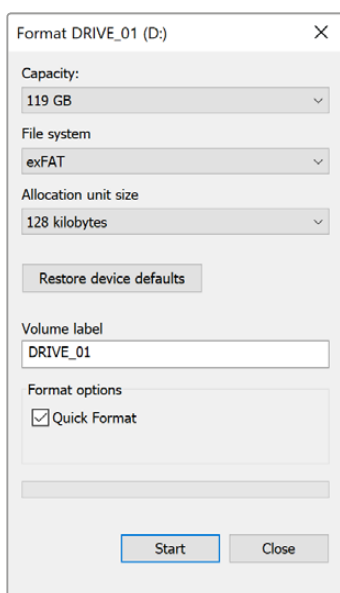 Format DRIVE_01 (D:)
Capacity:
119 GB
File system
exFAT
Allocation unit size
128 kilobytes
Restore device defaults
Volume label
DRIVE_01
Format options
Quick Format
Start Close